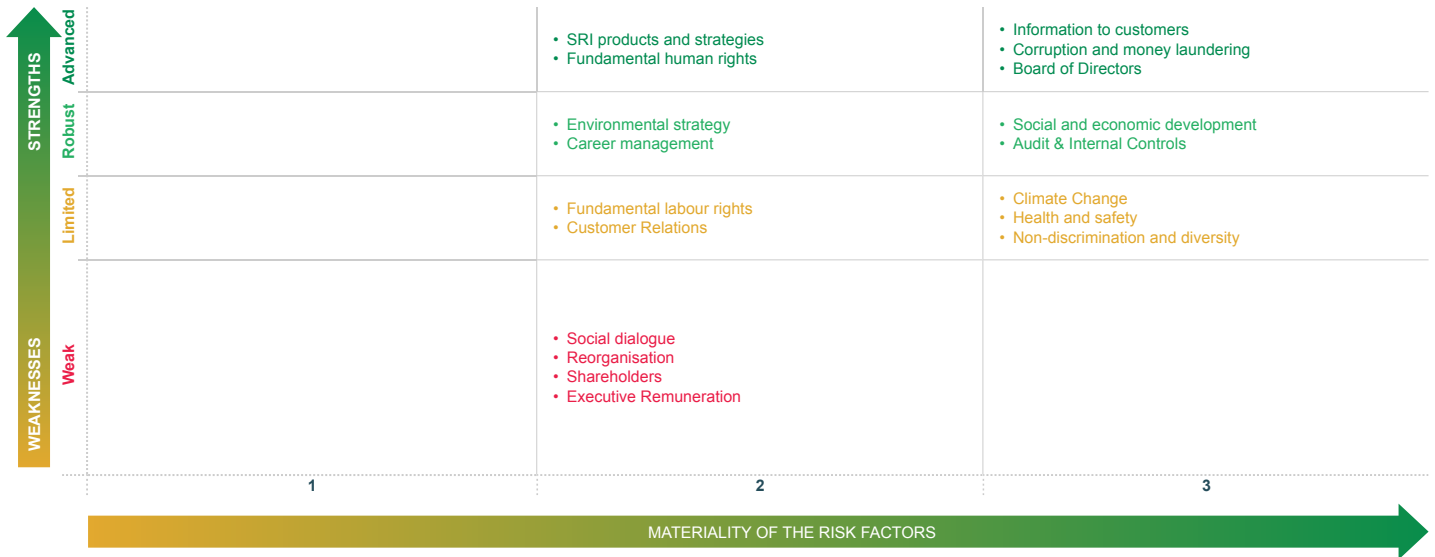 STRENGTHS
WEAKNESSES
Advanced
• SRI products and strategies
• Fundamental human rights
• Information to customers
• Corruption and money laundering
• Board of Directors
Robust
• Environmental strategy
• Career management
• Social and economic development
• Audit & Internal Controls
Limited
• Fundamental labour rights
• Customer Relations
• Climate Change
• Health and safety
• Non-discrimination and diversity
Weak
• Social dialogue
• Reorganisation
• Shareholders
• Executive Remuneration
1
2
3
MATERIALITY OF THE RISK FACTORS